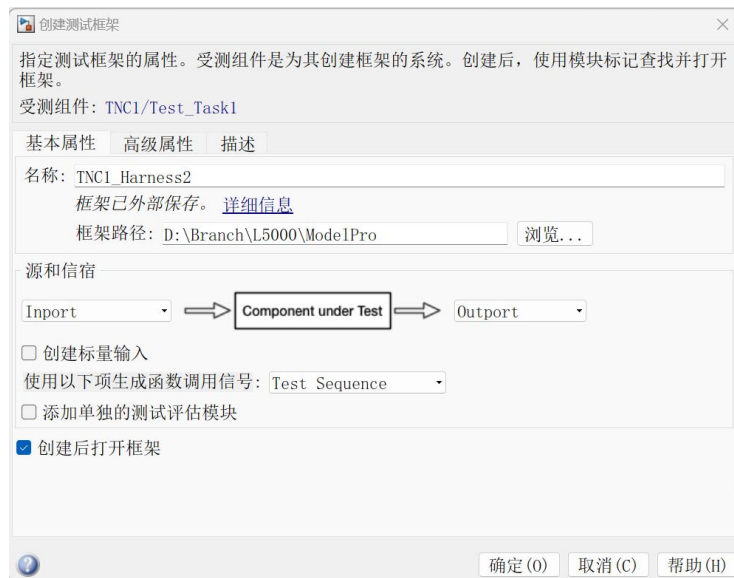 创建测试框架
指定测试框架的属性。受测组件是为其创建框架的系统。创建后，使用模块标记查找并打开
框架。
受测组件: TNC1/Test_Task1
基本属性 高级属性 描述
名称: TNC1_Harness2
框架已外部保存。 详细信息
框架路径: D:\Branch\L5000\ModelPro 浏览...
源和信宿
Inport Component under Test Outport
创建标量输入
使用以下项生成函数调用信号: Test Sequence
添加单独的测试评估模块
创建后打开框架
? 确定(O) 取消(C) 帮助(H)